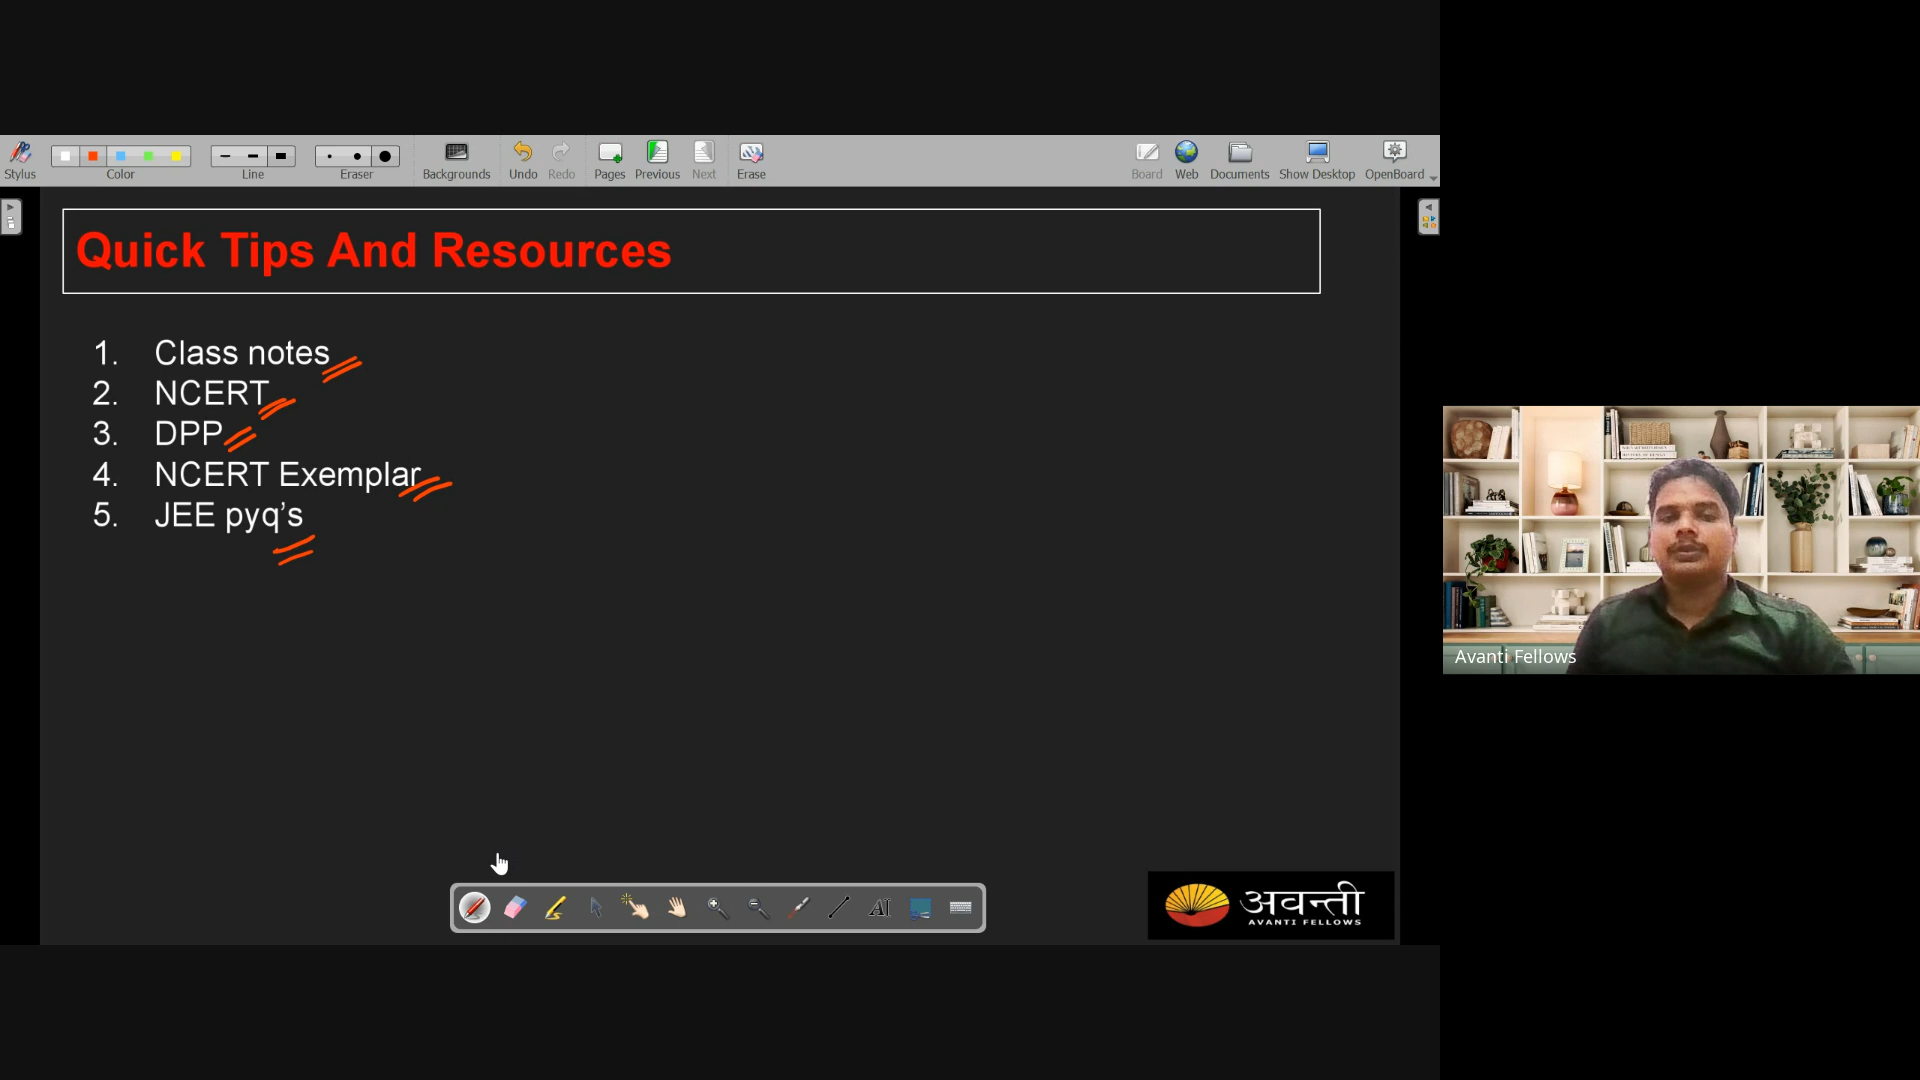 Stylus
Color
Line
Eraser
Backgrounds
Undo
Redo
Pages
Previous
Next
Erase
Board
Web
Documents
Show Desktop
OpenBoard
Quick Tips And Resources
1. Class notes
2. NCERT
3. DPP
4. NCERT Exemplar
5. JEE pyq’s
Avanti Fellows
अवन्ती
AVANTI FELLOWS